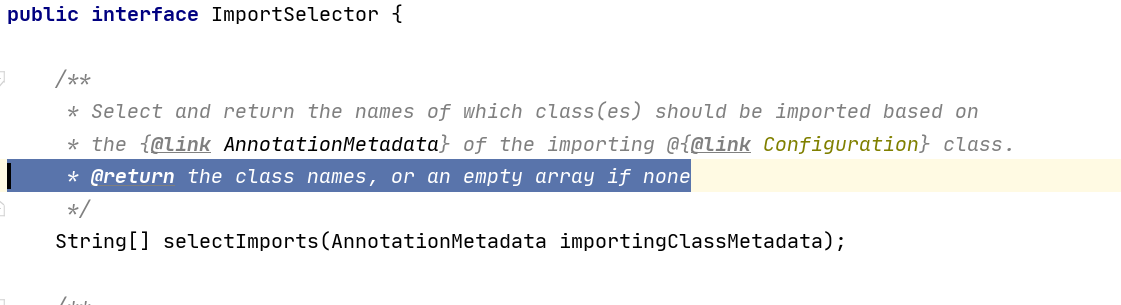 public interface ImportSelector {
/**
* Select and return the names of which class(es) should be imported based on
* the {@link AnnotationMetadata} of the importing @{@link Configuration} class.
* @return the class names, or an empty array if none
*/
String[] selectImports(AnnotationMetadata importingClassMetadata);
/**